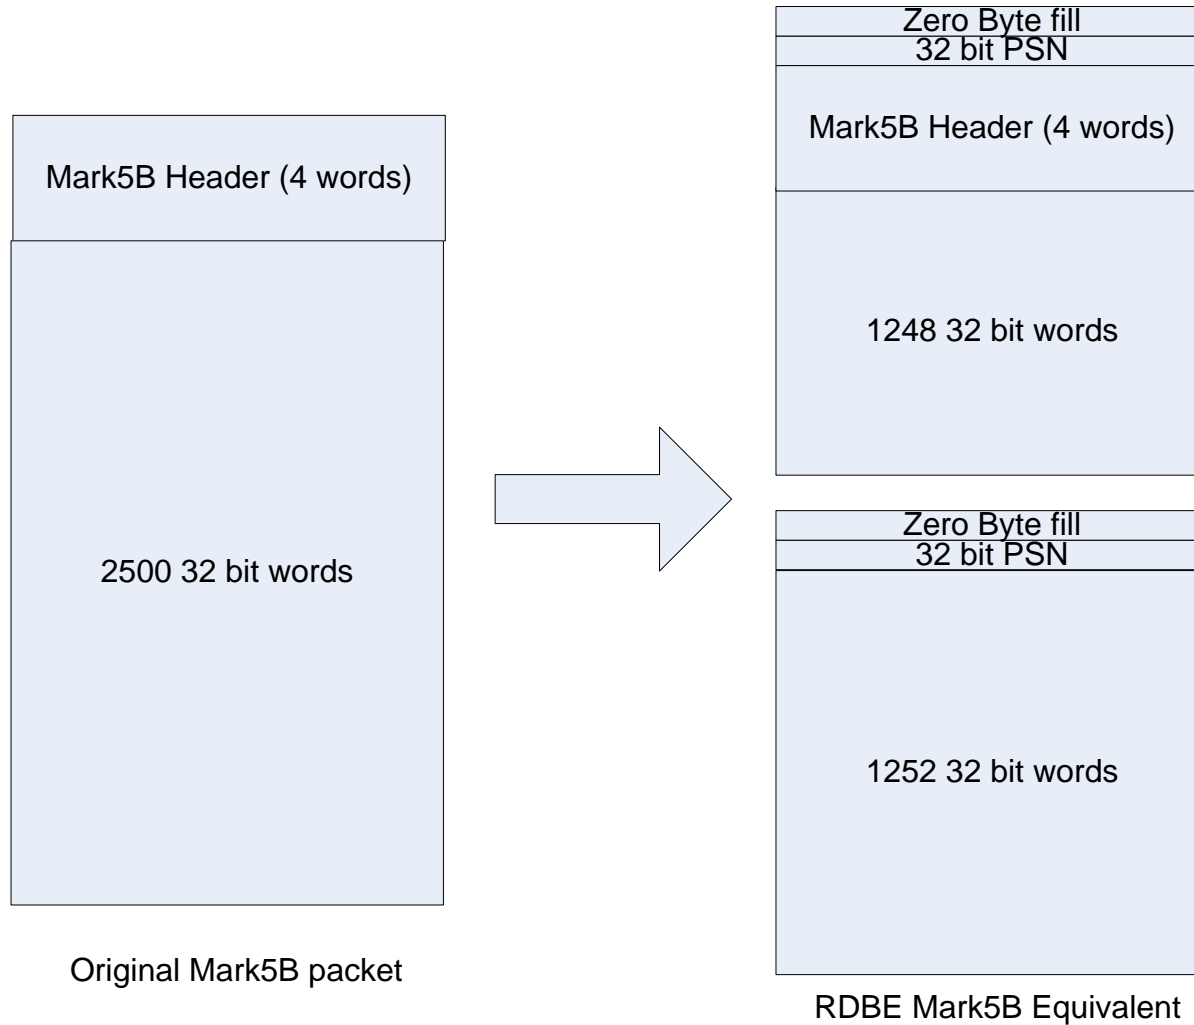 Mark5B Header (4 words)
2500 32 bit words
Original Mark5B packet
Zero Byte fill
32 bit PSN
Mark5B Header (4 words)
1248 32 bit words
Zero Byte fill
32 bit PSN
1252 32 bit words
RDBE Mark5B Equivalent